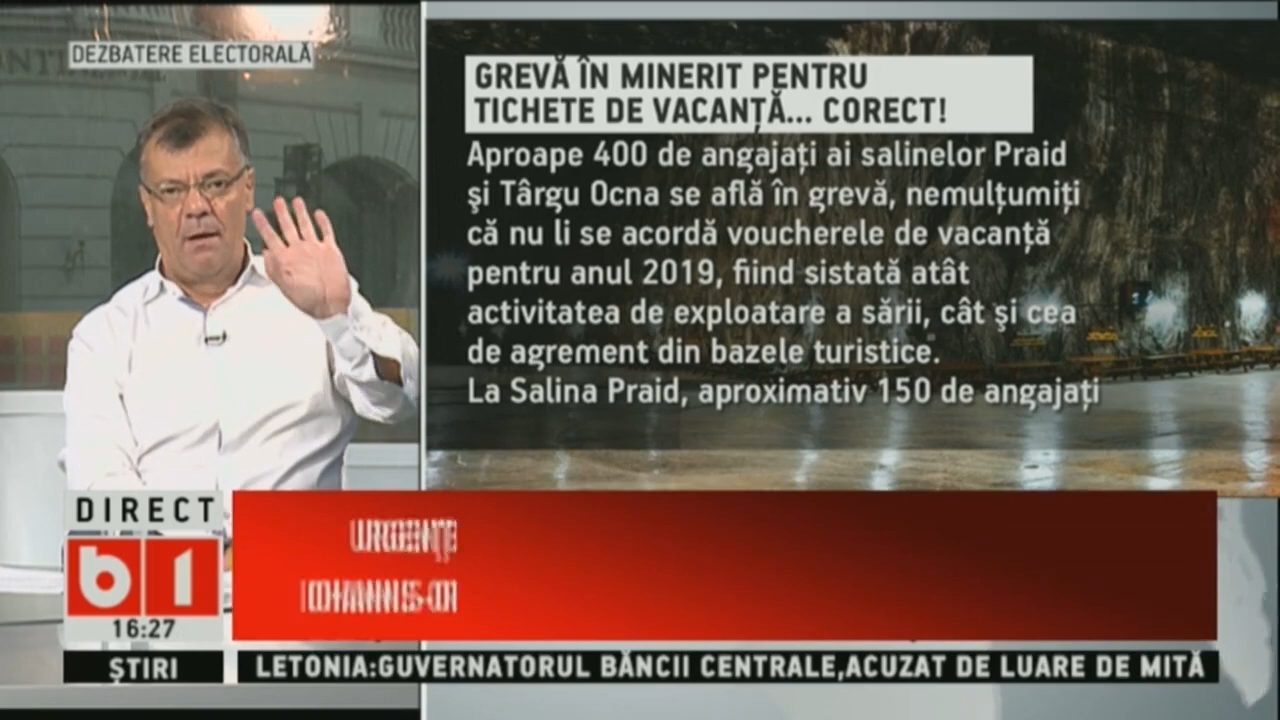 DEZBATERE ELECTORALĂ
GREVĂ ÎN MINERIT PENTRU
TICHETE DE VACANȚĂ... CORECT!
Aproape 400 de angajați ai salinelor Praid
şi Târgu Ocna se află în grevă, nemulțumiți
că nu li se acordă voucherele de vacanță
pentru anul 2019, fiind sistată atât
activitatea de exploatare a sării, cât şi cea
de agrement din bazele turistice.
La Salina Praid, aproximativ 150 de angajați
DIRECT
b1
16:27
ŞTIRI
LETONIA:GUVERNATORUL BĂNCII CENTRALE,ACUZAT DE LUARE DE MITĂ